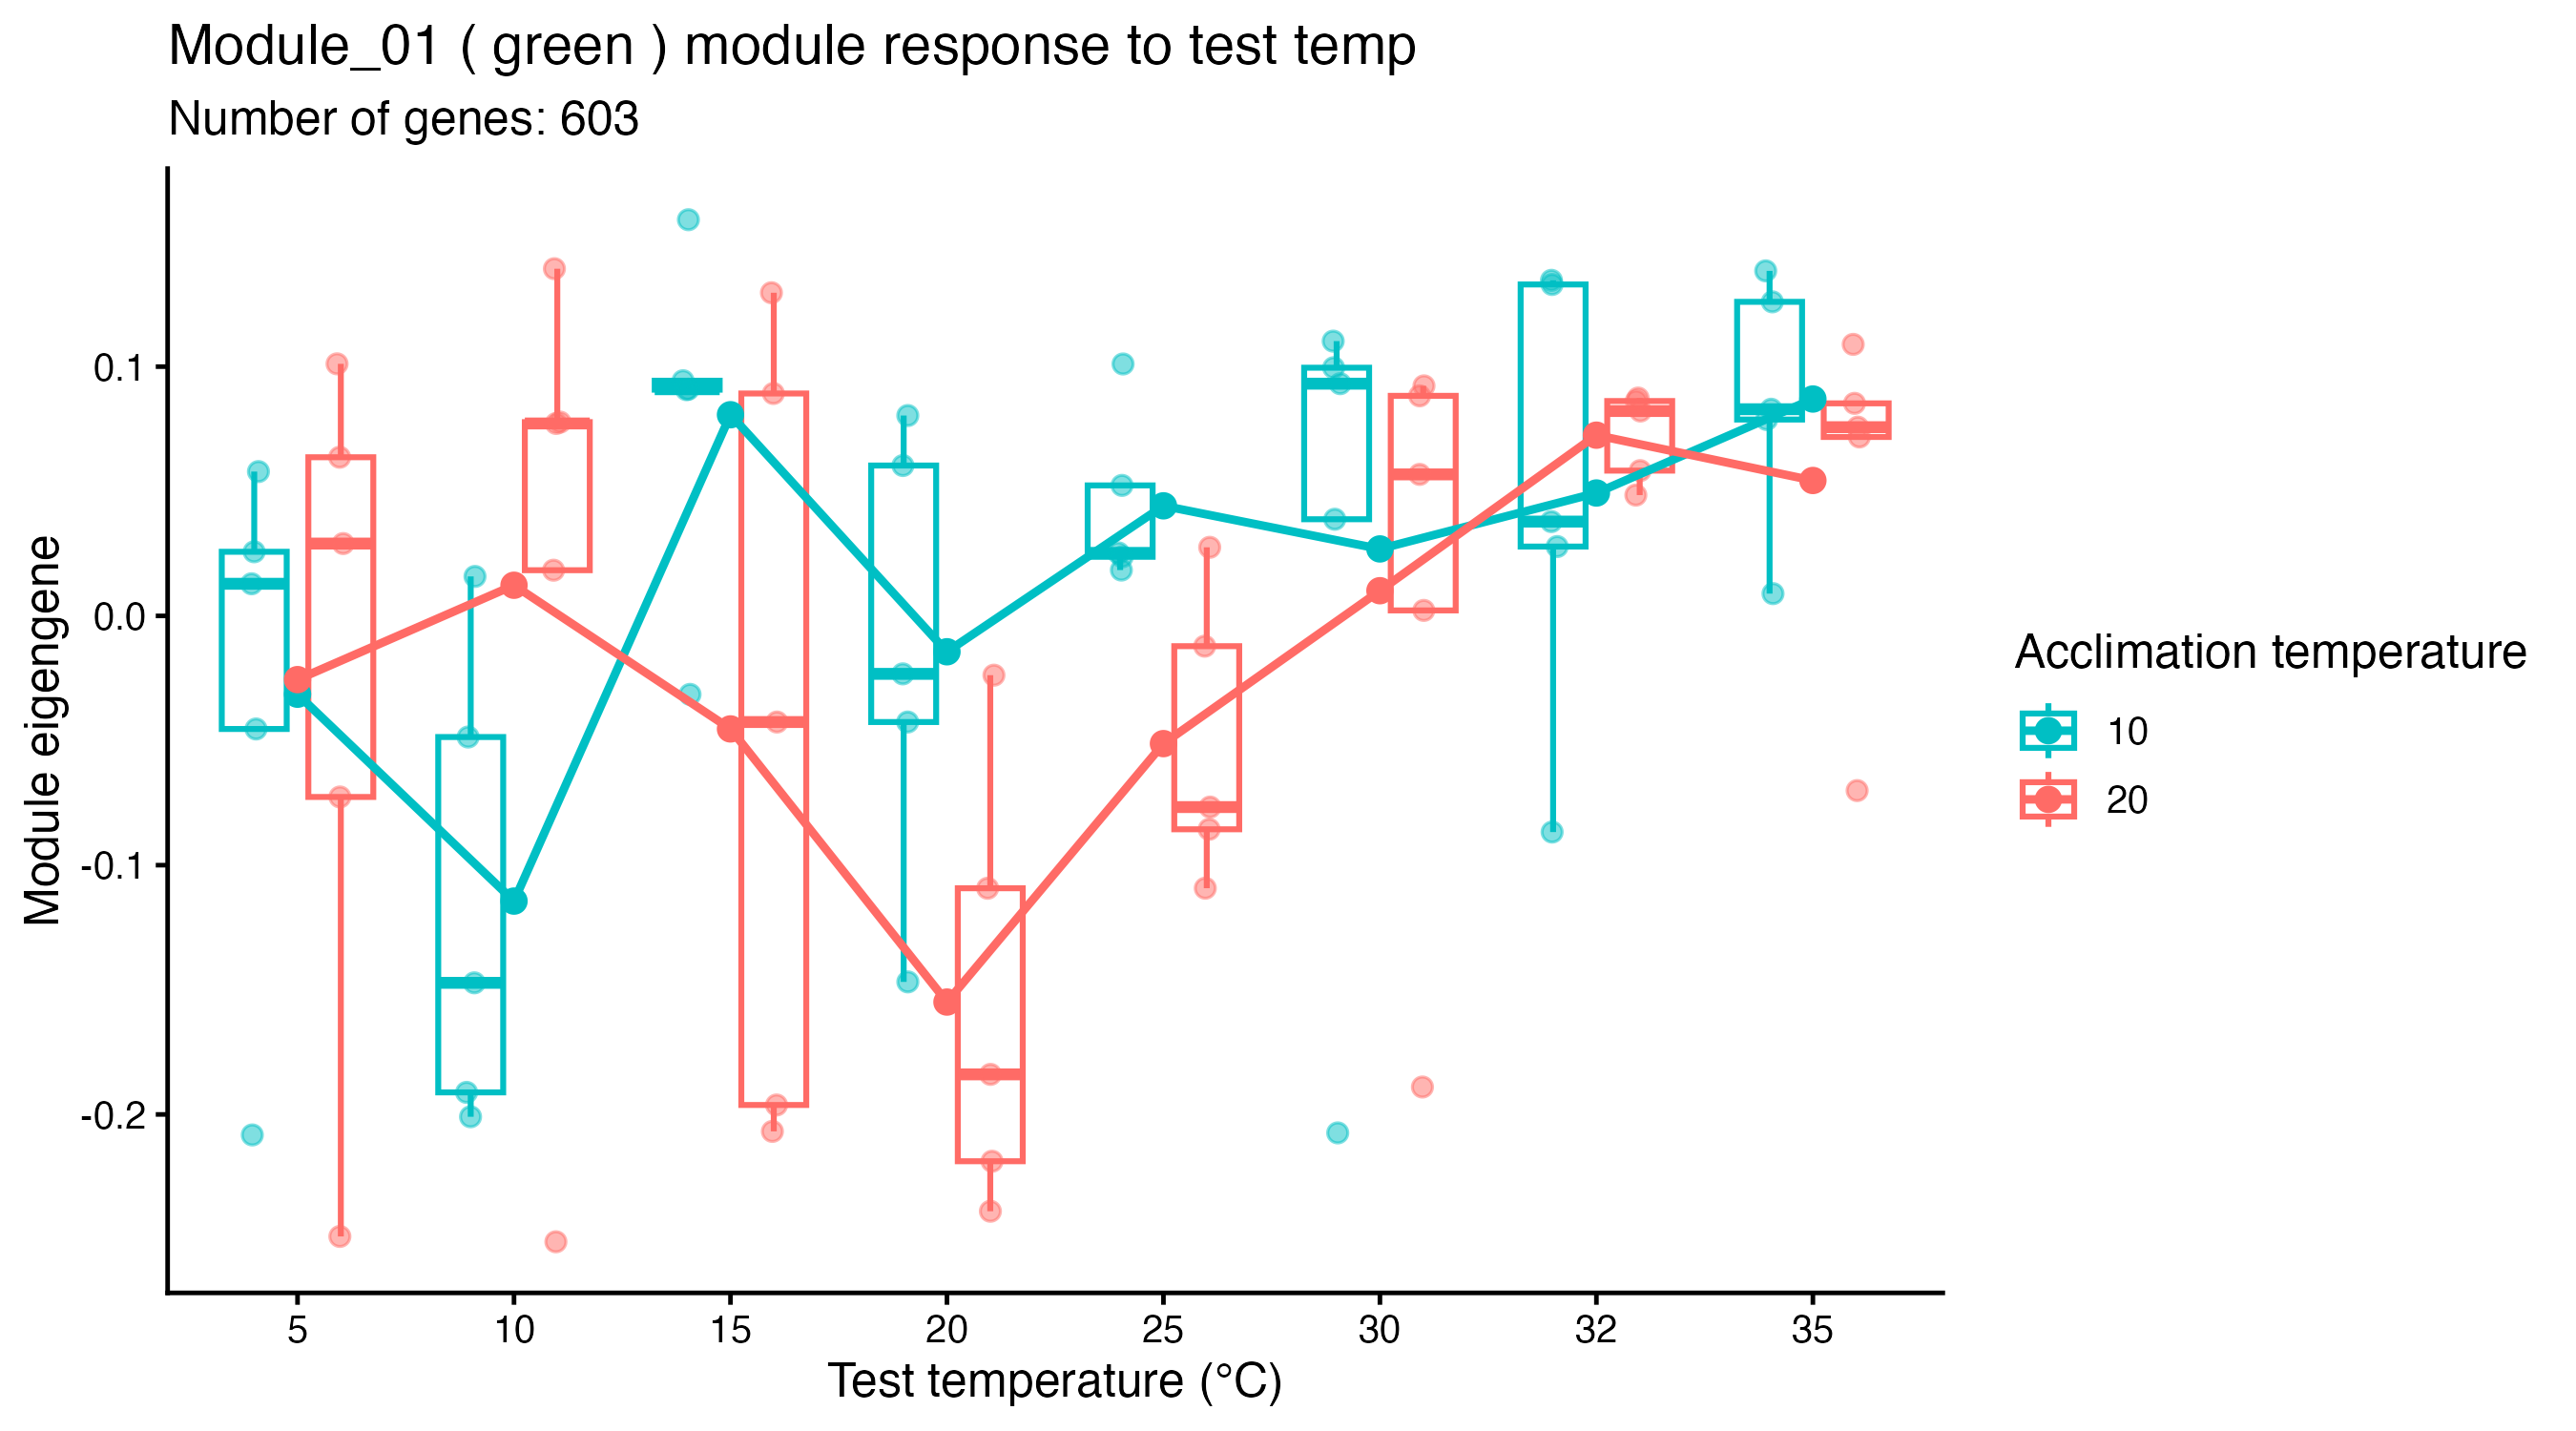 Module_01 ( green ) module response to test temp
Number of genes: 603
Module eigengene
0.1
0.0
-0.1
-0.2
5 10 15 20 25 30 32 35
Test temperature (°C)
Acclimation temperature
10
20